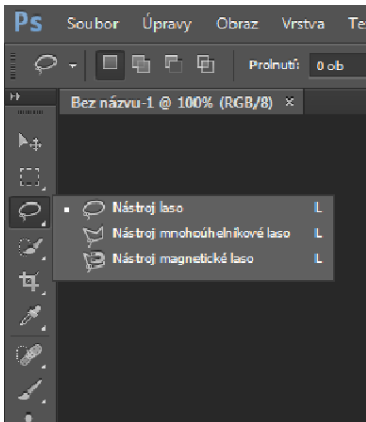 Ps Soubor Úpravy Obraz Vrstva
Prolnutí: 0 ob
Bez názvu-1 @ 100% (RGB/8) ×
Nástroj laso L
Nástroj mnohoúhelníkové laso L
Nástroj magnetické laso L